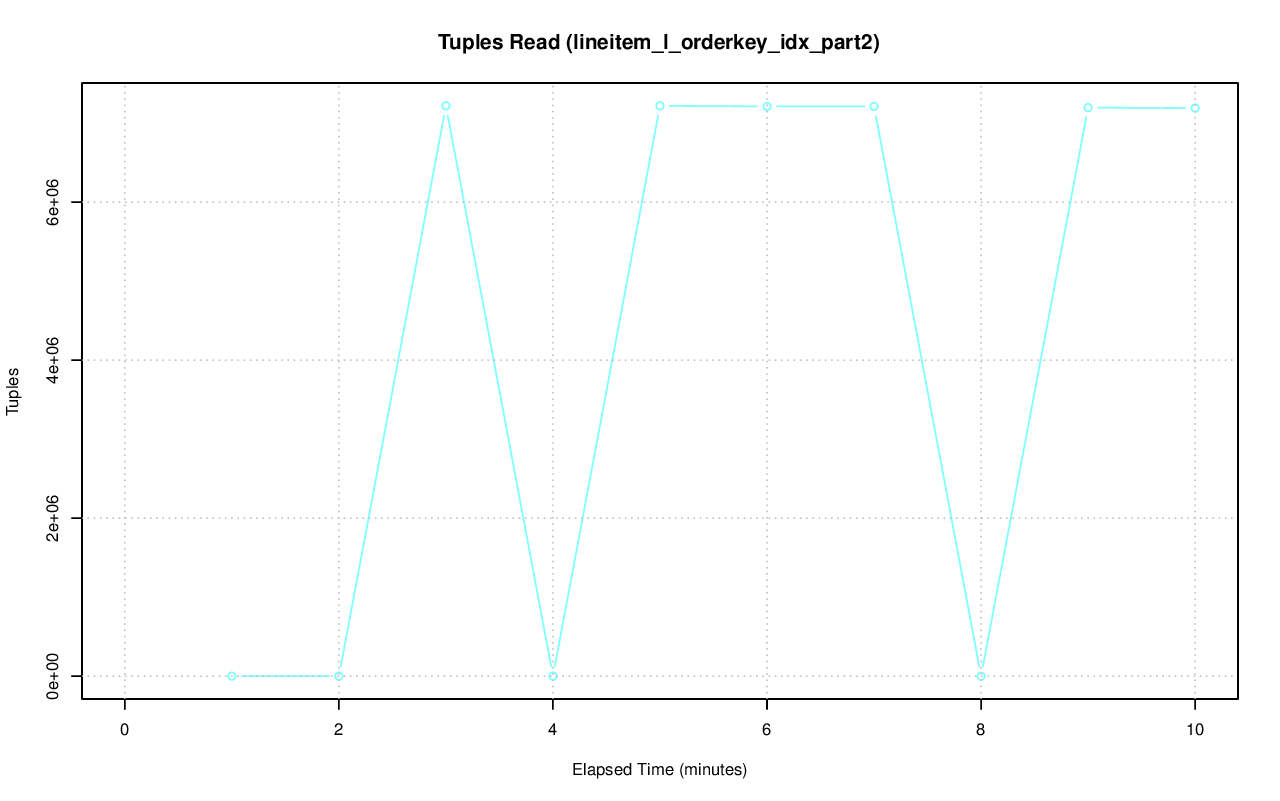 Tuples Read (lineitem_l_orderkey_idx_part2)
Tuples
6e+06
4e+06
2e+06
0e+00
0 2 4 6 8 10
Elapsed Time (minutes)